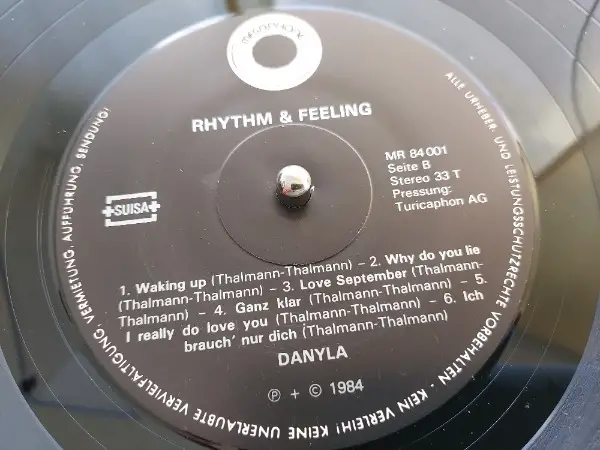 RHYTHM & FEELING
MR 84 001
Seite B
Stereo 33 T
Pressung:
Turicaphon AG
SUISA
1. Waking up (Thalmann-Thalmann) – 2. Why do you lie
(Thalmann-Thalmann) – 3. Love September (Thalmann-
Thalmann) – 4. Ganz klar (Thalmann-Thalmann) – 5.
I really do love you (Thalmann-Thalmann) – 6. Ich
brauch' nur dich (Thalmann-Thalmann)
DANYLA
Ⓟ + © 1984
ALLE URHEBER- UND LEISTUNGSSCHUTZRECHTE VORBEHALTEN · KEIN VERLEIH! KEINE UNERLAUBTE VERVIELFÄLTIGUNG, VERMIETUNG, AUFFÜHRUNG, SENDUNG!